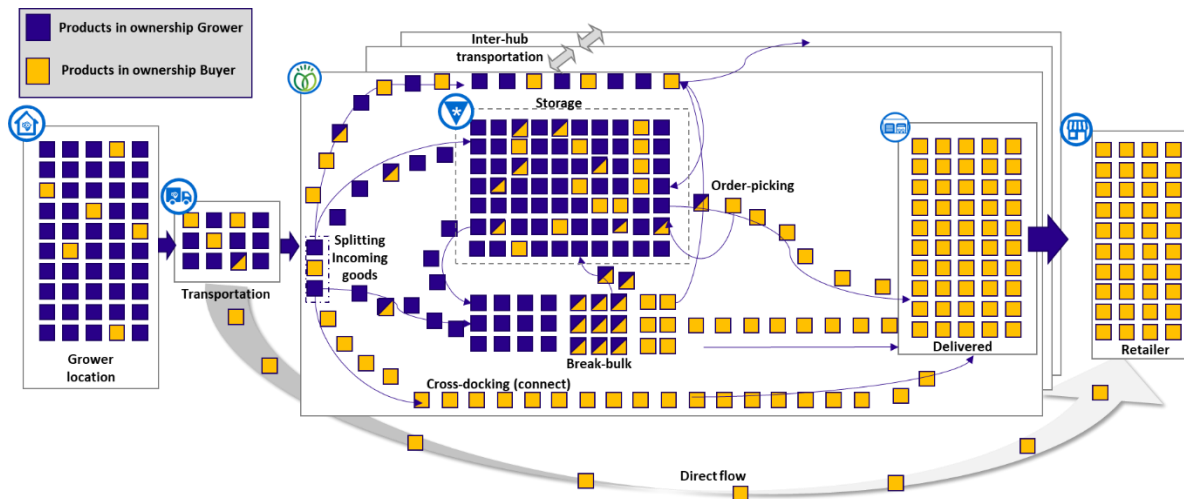 Products in ownership Grower
Products in ownership Buyer
Inter-hub
transportation
Storage
Order-picking
Splitting
Incoming
goods
Transportation
Break-bulk
Delivered
Retailer
Grower
location
Cross-docking (connect)
Direct flow